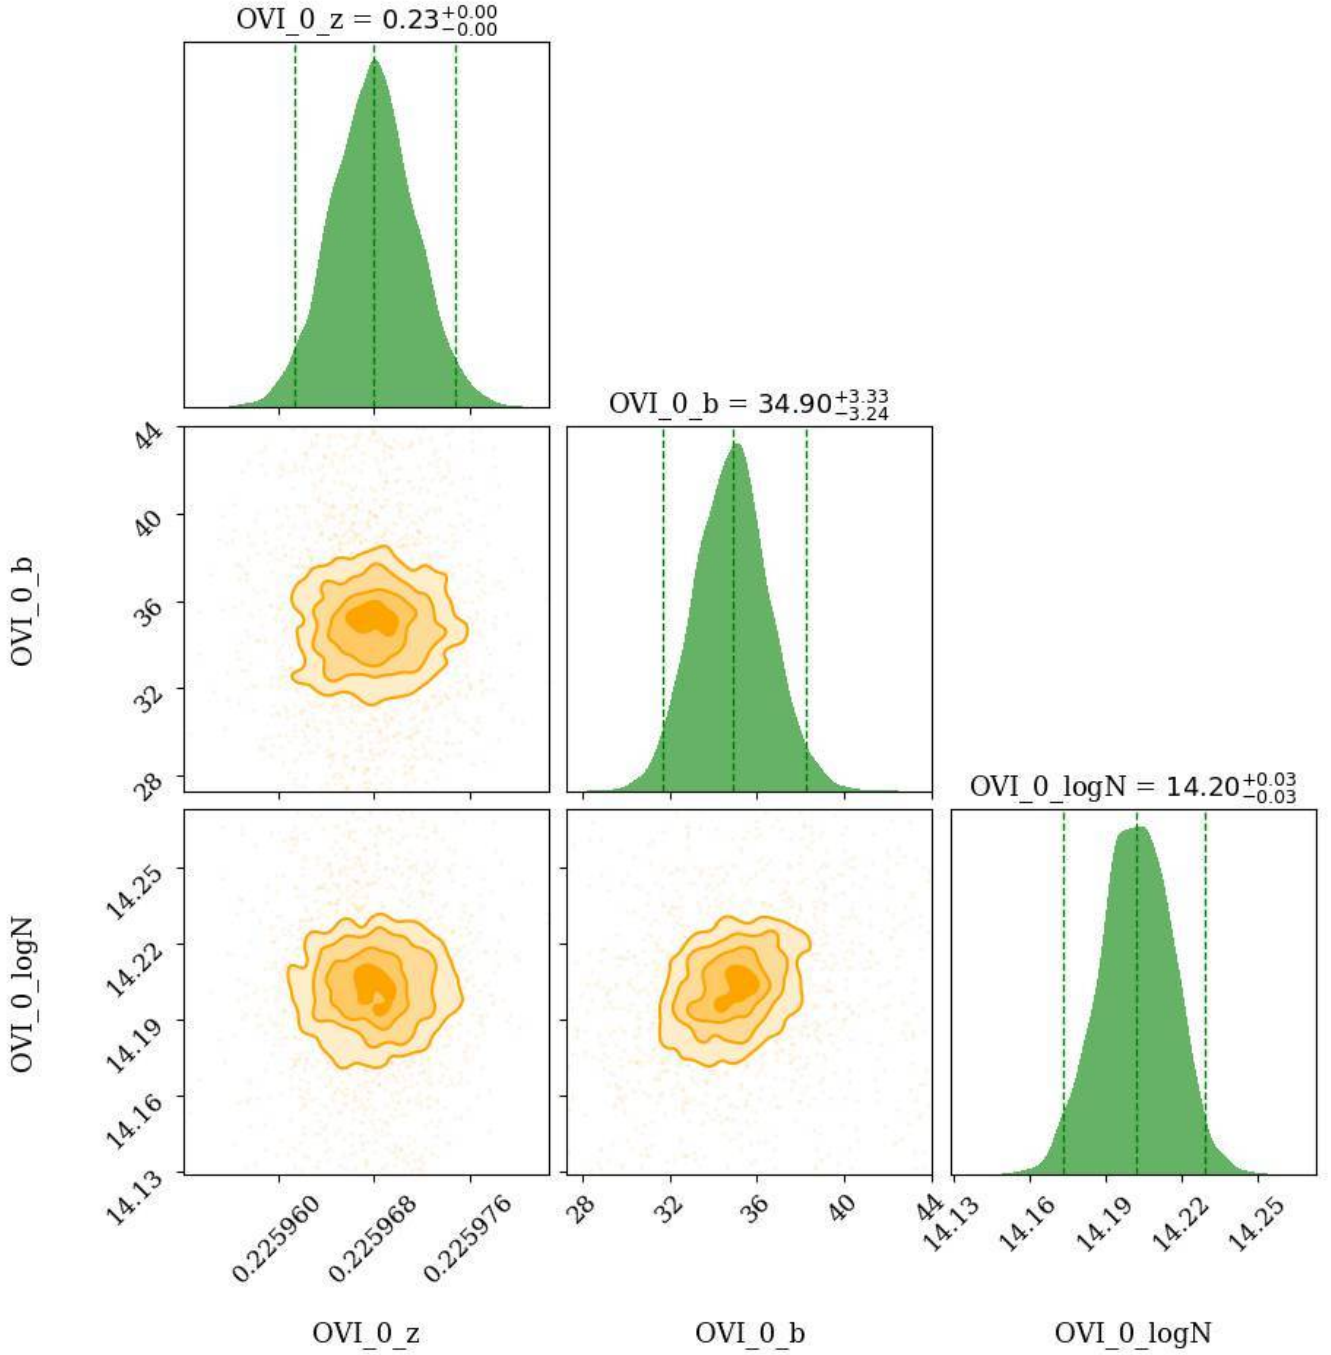 OVI_0_z = 0.23+0.00−0.00
OVI_0_b = 34.90+3.33−3.24
OVI_0_logN = 14.20+0.03−0.03
OVI_0_b
44
40
36
32
28
OVI_0_logN
14.25
14.22
14.19
14.16
14.13
0.225960
0.225968
0.225976
28
32
36
40
44
14.13
14.16
14.19
14.22
14.25
OVI_0_z
OVI_0_b
OVI_0_logN